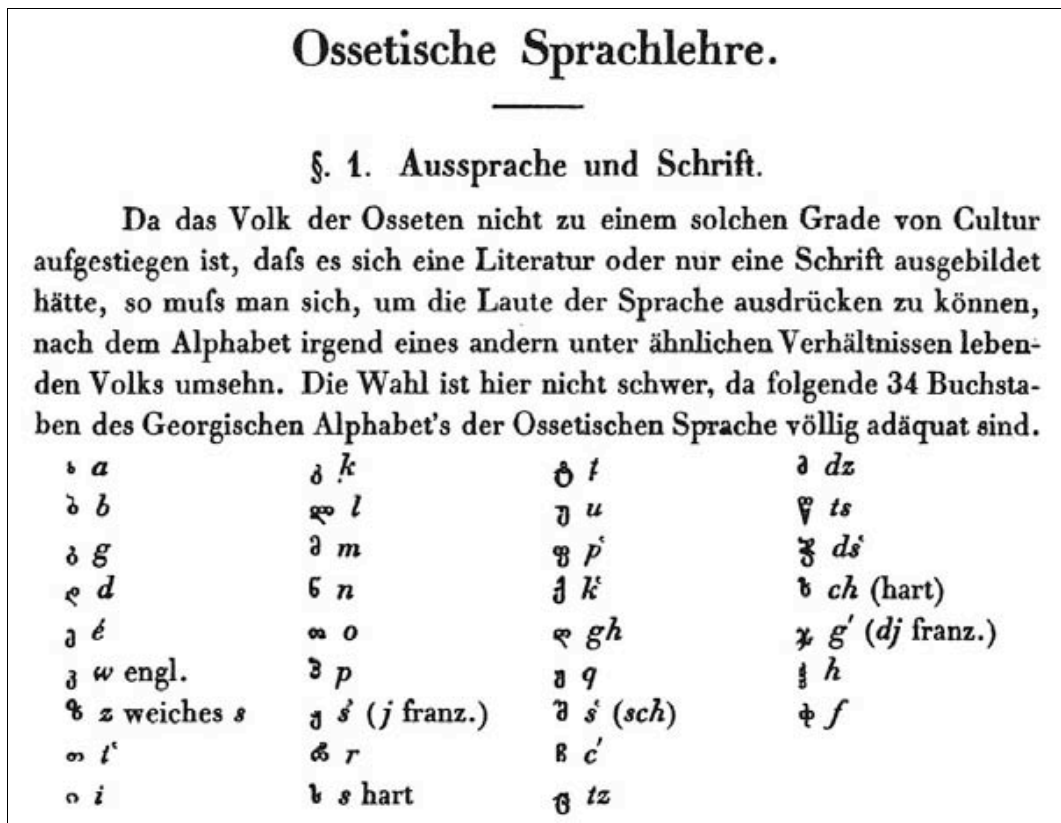 Ossetische Sprachlehre.
§. 1. Aussprache und Schrift.
Da das Volk der Osseten nicht zu einem solchen Grade von Cultur
aufgestiegen ist, daſs es sich eine Literatur oder nur eine Schrift ausgebildet
hätte, so muſs man sich, um die Laute der Sprache ausdrücken zu können,
nach dem Alphabet irgend eines andern unter ähnlichen Verhältnissen leben-
den Volks umsehn. Die Wahl ist hier nicht schwer, da folgende 34 Buchsta-
ben des Georgischen Alphabet's der Ossetischen Sprache völlig adäquat sind.
ა a კ ḳ ტ ṭ ძ dz
ბ b ლ l უ u წ ts
გ g მ m ფ p̔ ჭ ds̔
დ d ნ n ქ k̔ ხ ch (hart)
ე é ო o ღ gh ჯ g′ (dj franz.)
ვ w engl. პ p ყ q ჰ h
ზ z weiches s ჟ s̓ (j franz.) შ s̔ (sch) ჶ f
თ t̔ რ r ჩ c′
ი i ს s hart ც tz